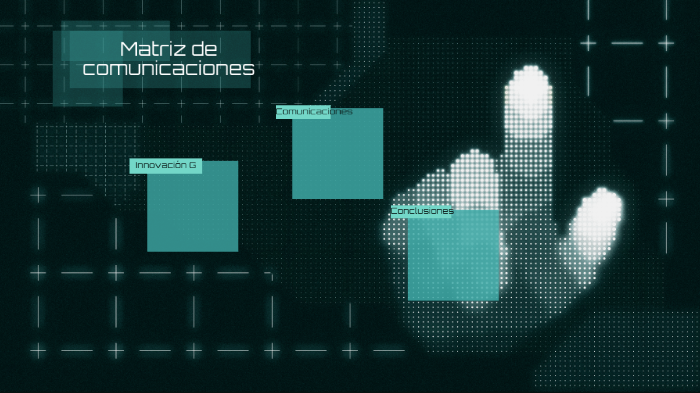 Matriz de
comunicaciones
Comunicaciones
Innovación G
Conclusiones